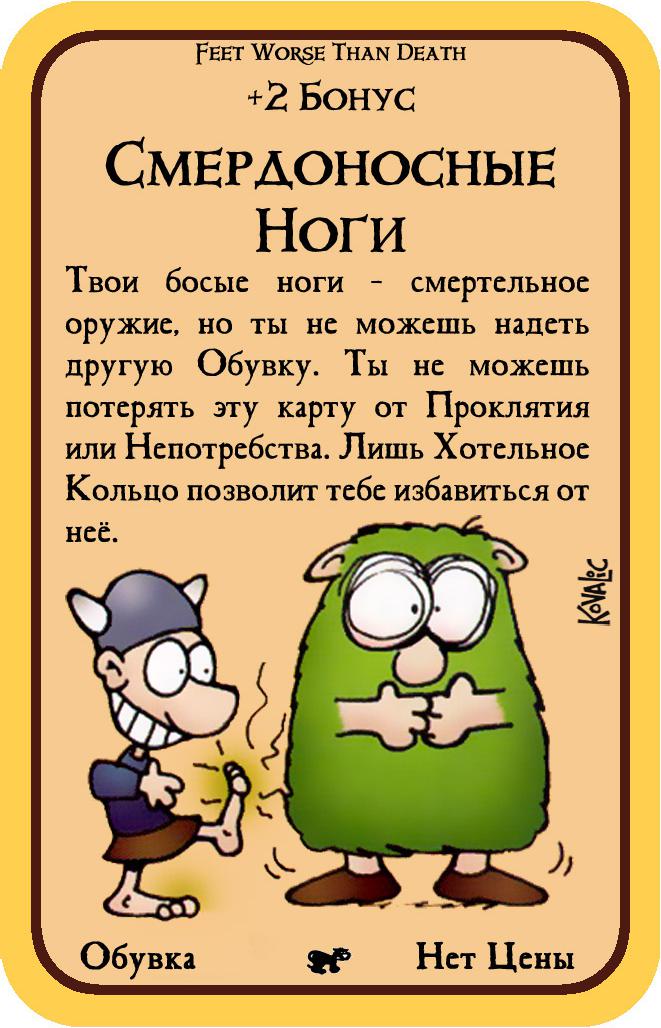 Feet Worse Than Death
+2 Бонус
Смердоносные
Ноги
Твои босые ноги - смертельное
оружие, но ты не можешь надеть
другую Обувку. Ты не можешь
потерять эту карту от Проклятия
или Непотребства. Лишь Хотельное
Кольцо позволит тебе избавиться от
неё.
Kovalic
Обувка Нет Цены